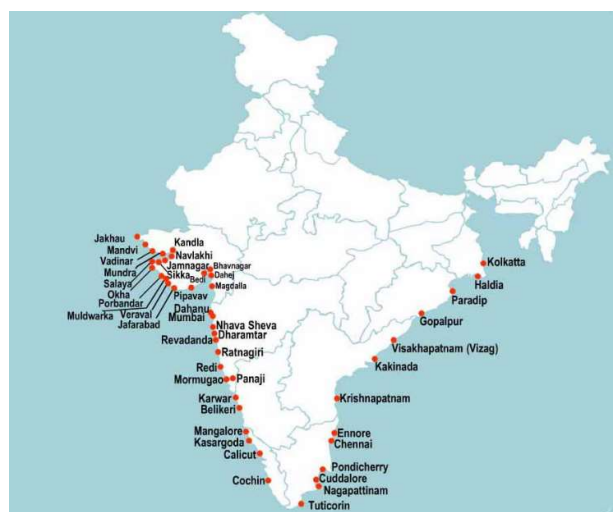 Jakhau
Kandla
Mandvi
Navlakhi
Vadinar
Jamnagar
Bhavnagar
Mundra
Sikka
Bedi
Dahej
Salaya
Magdalla
Okha
Pipavav
Porbandar
Dahanu
Muldwarka
Veraval
Mumbai
Jafarabad
Nhava Sheva
Dharamtar
Revadanda
Ratnagiri
Redi
Mormugao
Panaji
Karwar
Belikeri
Mangalore
Kasargoda
Calicut
Cochin
Kolkatta
Haldia
Paradip
Gopalpur
Visakhapatnam (Vizag)
Kakinada
Krishnapatnam
Ennore
Chennai
Pondicherry
Cuddalore
Nagapattinam
Tuticorin